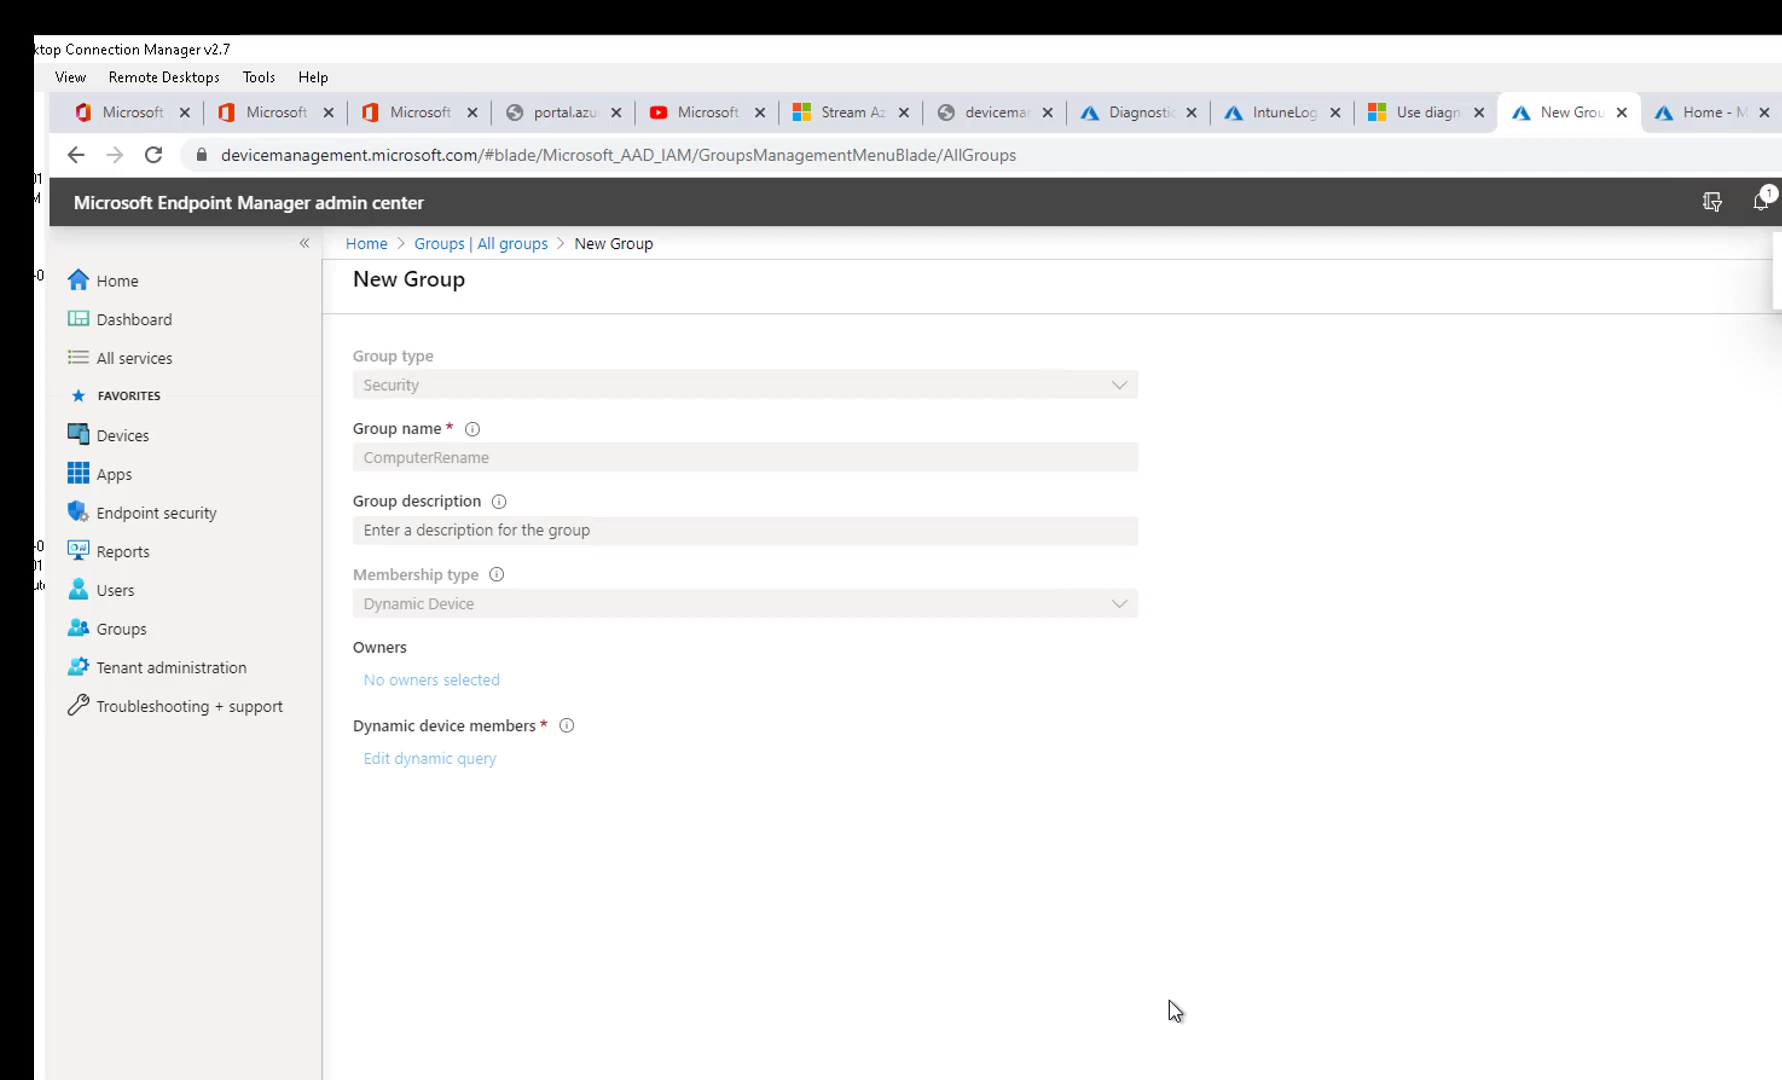 ktop Connection Manager v2.7
View Remote Desktops Tools Help
Microsoft Microsoft Microsoft portal.azu Microsoft Stream Az devicemar Diagnostic IntuneLog Use diagn New Grou Home - M
devicemanagement.microsoft.com/#blade/Microsoft_AAD_IAM/GroupsManagementMenuBlade/AllGroups
Microsoft Endpoint Manager admin center
1
Home > Groups | All groups > New Group
New Group
Home
Dashboard
All services
FAVORITES
Devices
Apps
Endpoint security
Reports
Users
Groups
Tenant administration
Troubleshooting + support
Group type
Security
Group name *
ComputerRename
Group description
Enter a description for the group
Membership type
Dynamic Device
Owners
No owners selected
Dynamic device members *
Edit dynamic query